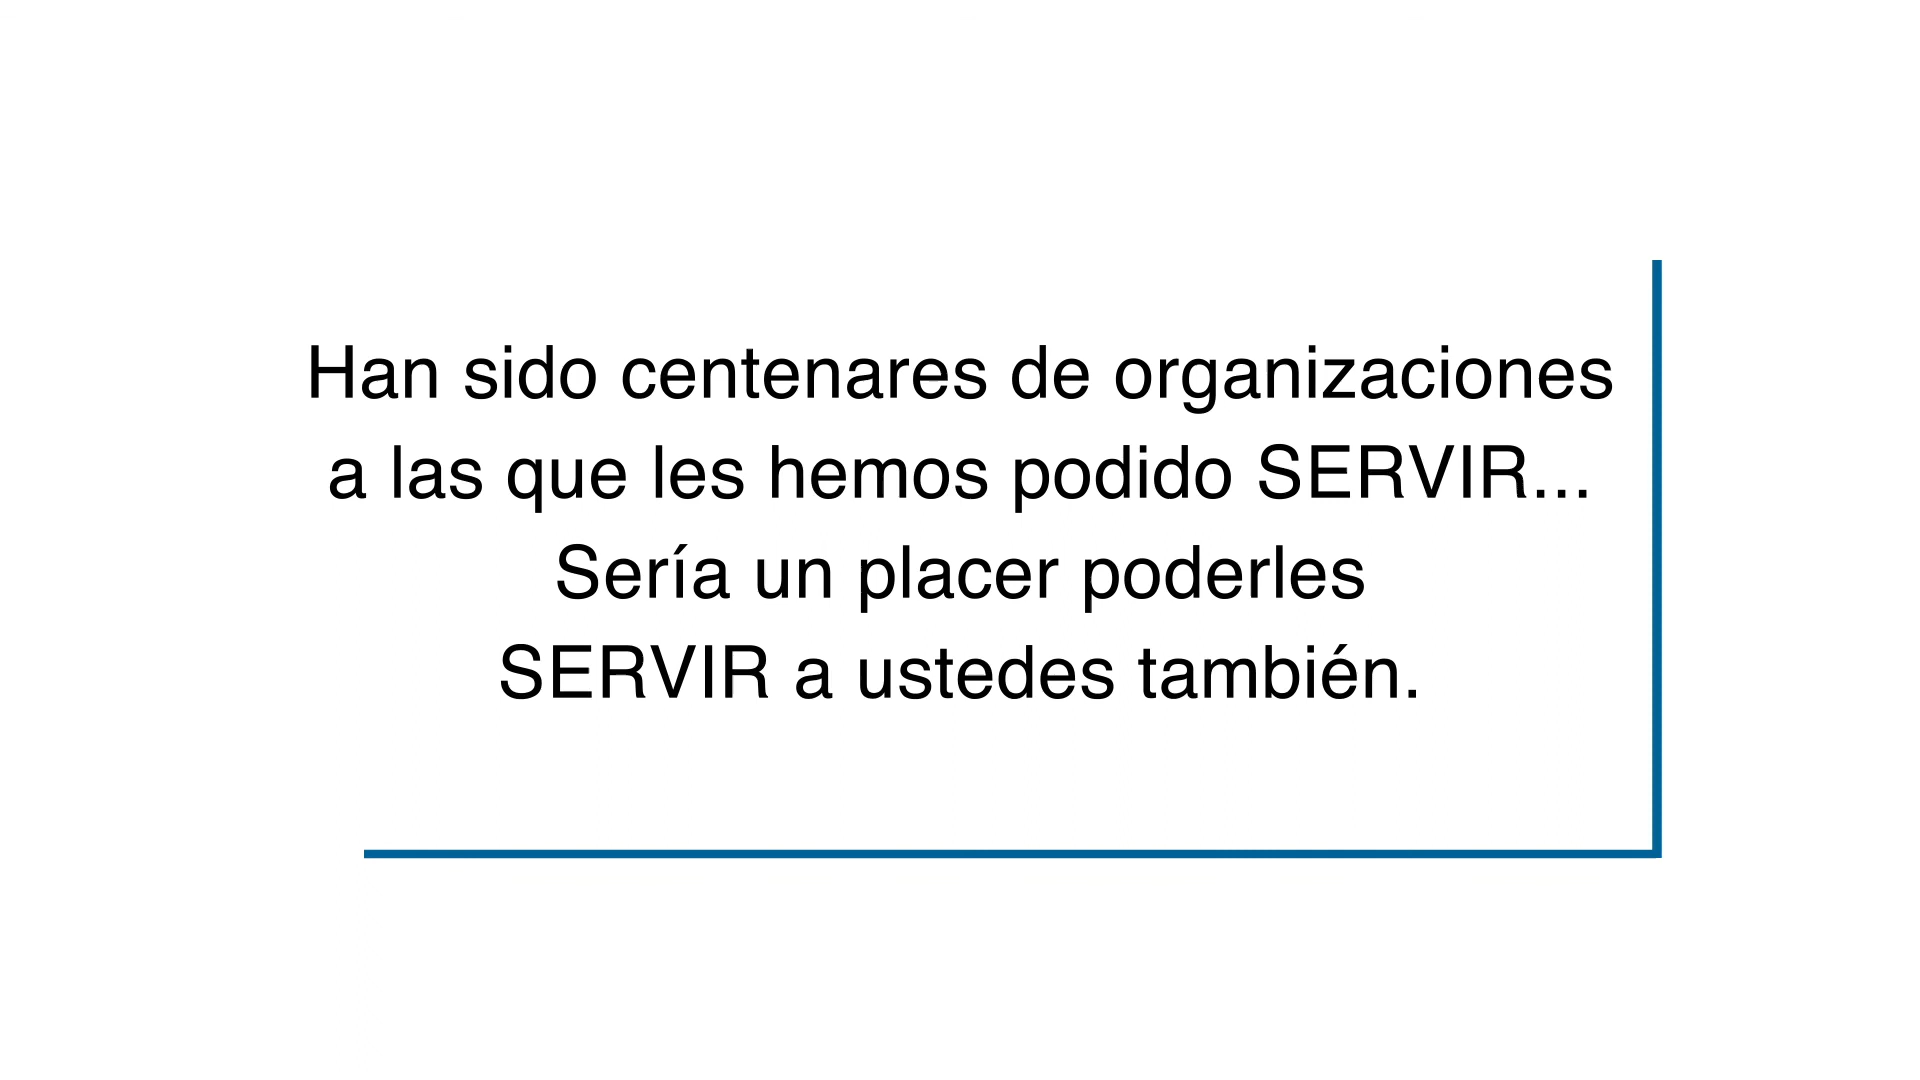 Han sido centenares de organizaciones
a las que les hemos podido SERVIR...
Sería un placer poderles
SERVIR a ustedes también.